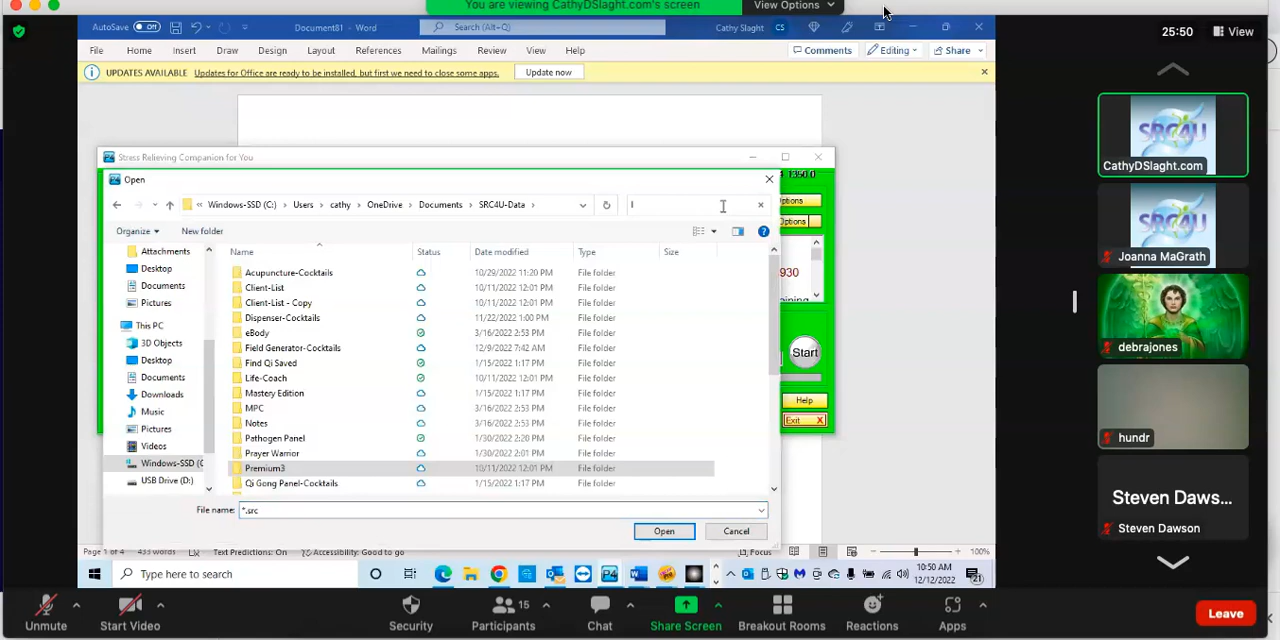 You are viewing CathyDSlaght.com's screen
View Options
AutoSave Off
Document81 - Word
Search (Alt+Q)
Cathy Slaght
CS
25:50
View
File Home Insert Draw Design Layout References Mailings Review View Help
Comments
Editing
Share
UPDATES AVAILABLE Updates for Office are ready to be installed, but first we need to close some apps. Update now
Stress Relieving Companion for You
1350.0
Open
Windows-SSD (C:) Users cathy OneDrive Documents SRC4U-Data
Organize New folder
Name Status Date modified Type Size
Attachments
Desktop
Documents
Pictures
This PC
3D Objects
Desktop
Documents
Downloads
Music
Pictures
Videos
Windows-SSD (C
USB Drive (D:)
Acupuncture-Cocktails 10/29/2022 11:20 PM File folder
Client-List 10/11/2022 12:01 PM File folder
Client-List - Copy 10/11/2022 12:01 PM File folder
Dispenser-Cocktails 11/22/2022 1:00 PM File folder
eBody 3/16/2022 2:53 PM File folder
Field Generator-Cocktails 12/9/2022 7:42 AM File folder
Find Qi Saved 1/15/2022 1:17 PM File folder
Life-Coach 10/11/2022 12:01 PM File folder
Mastery Edition 1/15/2022 1:17 PM File folder
MPC 3/16/2022 2:53 PM File folder
Notes 3/16/2022 2:53 PM File folder
Pathogen Panel 1/30/2022 2:20 PM File folder
Prayer Warrior 1/30/2022 2:01 PM File folder
Premium3 10/11/2022 12:01 PM File folder
Qi Gong Panel-Cocktails 1/15/2022 1:17 PM File folder
File name: *.src
Open Cancel
ptions
Options
930
Start
Help
Exit X
SRC4U
CathyDSlaght.com
SRC4U
Joanna MaGrath
debrajones
hundr
Steven Daws...
Steven Dawson
Page 1 of 4 433 words Text Predictions: On Accessibility: Good to go
Focus
100%
Type here to search
10:50 AM
12/12/2022
21
Unmute
Start Video
Security
15
Participants
Chat
Share Screen
Breakout Rooms
Reactions
Apps
Leave